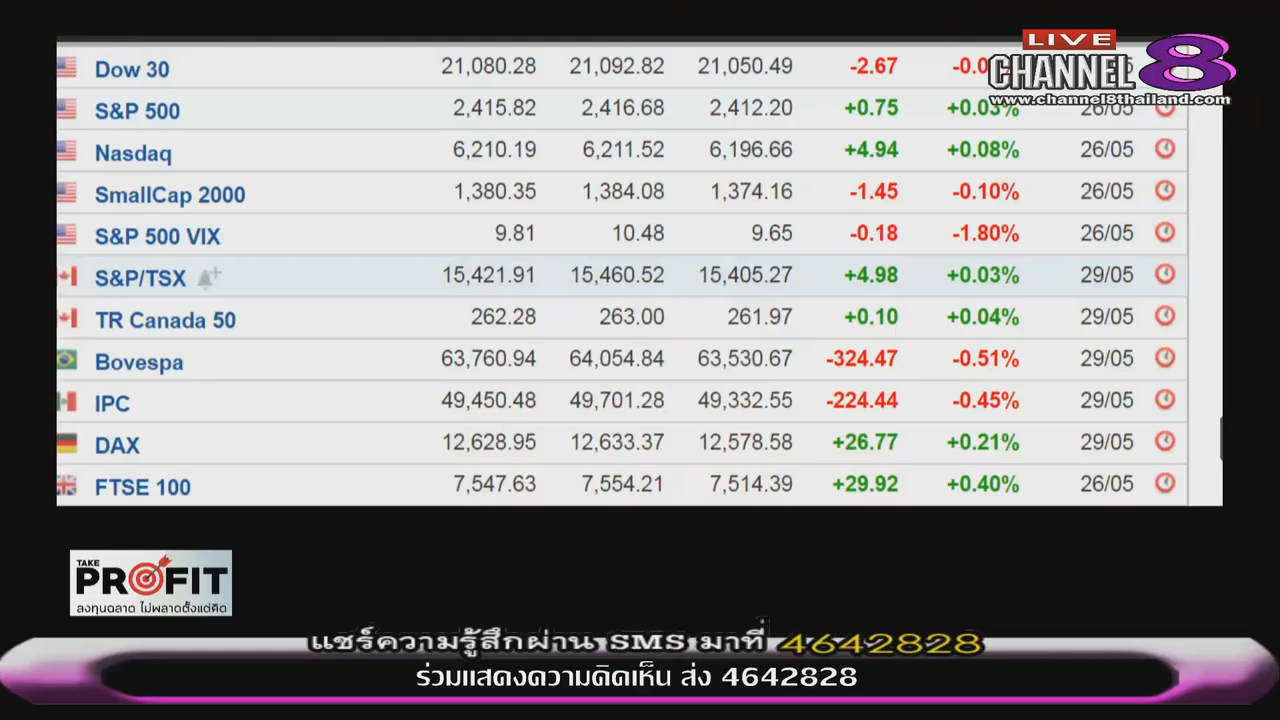 LIVE
CHANNEL 8
www.channel8thailand.com
Dow 30 21,080.28 21,092.82 21,050.49 -2.67
S&P 500 2,415.82 2,416.68 2,412.20 +0.75 +0.03% 26/05
Nasdaq 6,210.19 6,211.52 6,196.66 +4.94 +0.08% 26/05
SmallCap 2000 1,380.35 1,384.08 1,374.16 -1.45 -0.10% 26/05
S&P 500 VIX 9.81 10.48 9.65 -0.18 -1.80% 26/05
S&P/TSX 15,421.91 15,460.52 15,405.27 +4.98 +0.03% 29/05
TR Canada 50 262.28 263.00 261.97 +0.10 +0.04% 29/05
Bovespa 63,760.94 64,054.84 63,530.67 -324.47 -0.51% 29/05
IPC 49,450.48 49,701.28 49,332.55 -224.44 -0.45% 29/05
DAX 12,628.95 12,633.37 12,578.58 +26.77 +0.21% 29/05
FTSE 100 7,547.63 7,554.21 7,514.39 +29.92 +0.40% 26/05
TAKE
PROFIT
ลงทุนฉลาด ไม่พลาดตั้งแต่คิด
แชร์ความรู้สึกผ่าน SMS มาที่ 4642828
ร่วมแสดงความคิดเห็น ส่ง 4642828